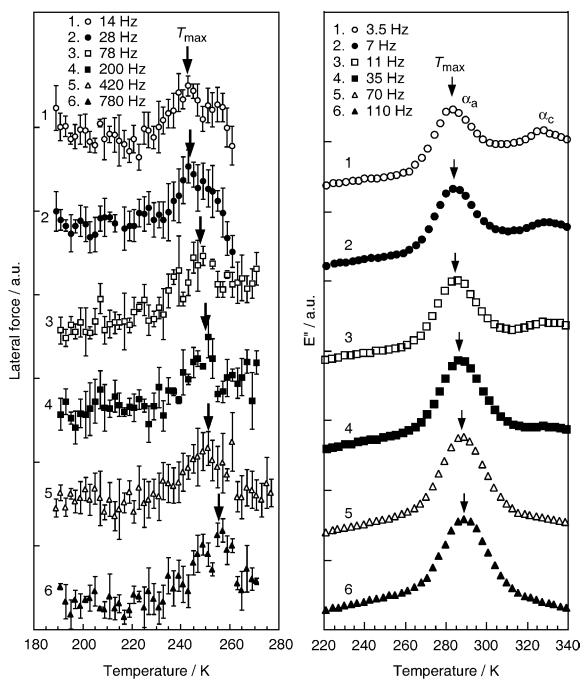 1. 14 Hz
2. 28 Hz
3. 78 Hz
4. 200 Hz
5. 420 Hz
6. 780 Hz
Tmax
1
2
3
4
5
6
Lateral force / a.u.
180 200 220 240 260 280
Temperature / K
1 3.5 Hz
2 7 Hz
3 11 Hz
4 35 Hz
5. 70 Hz
6. 110 Hz
Tmax
αa
αc
1
2
3
4
5
6
E" / a.u.
220 240 260 280 300 320 340
Temperature / K